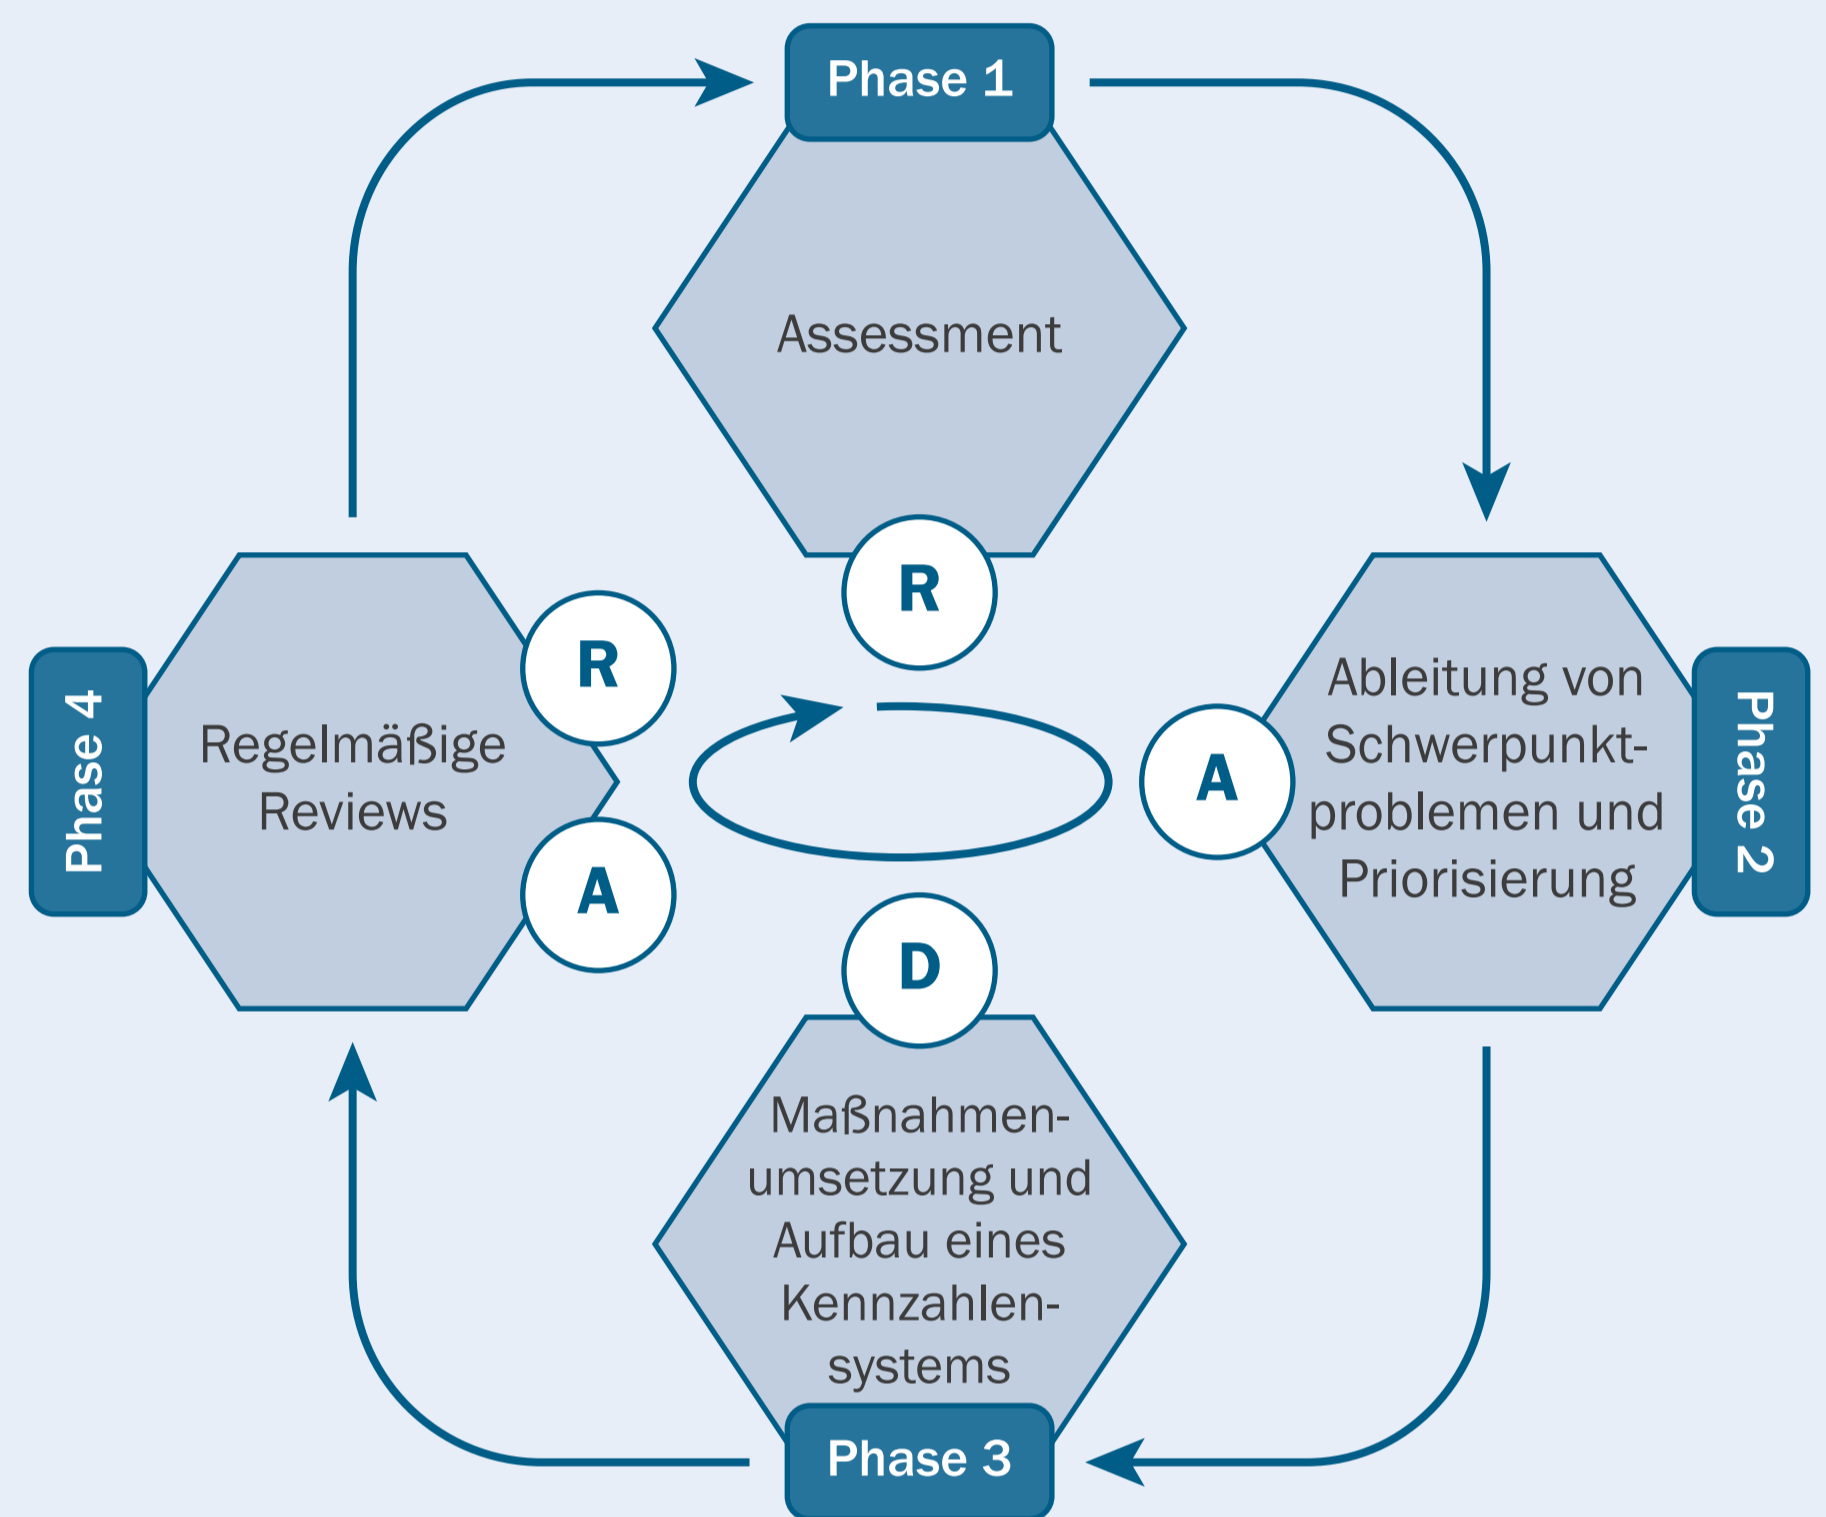 Phase 1
Assessment
R
Phase 2
Ableitung von
Schwerpunkt-
problemen und
Priorisierung
A
Phase 3
D
Maßnahmen-
umsetzung und
Aufbau eines
Kennzahlen-
systems
Phase 4
Regelmäßige
Reviews
R
A